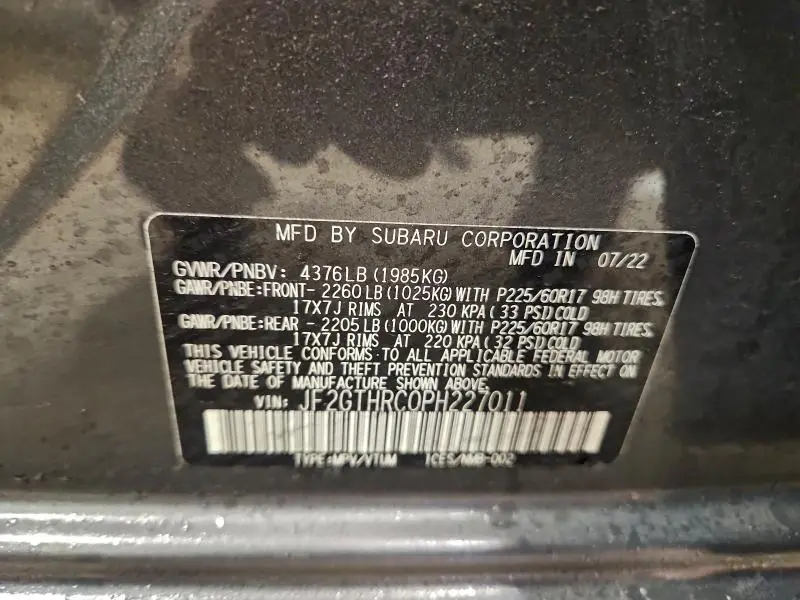 MFD BY SUBARU CORPORATION
MFD IN 07/22
GVWR/PNBV: 4376LB (1985KG)
GAWR/PNBE:FRONT- 2260LB (1025KG) WITH P225/60R17 98H TIRES,
17X7J RIMS AT 230 KPA (33 PSI) COLD
GAWR/PNBE:REAR - 2205LB (1000KG) WITH P225/60R17 98H TIRES,
17X7J RIMS AT 220 KPA (32 PSI) COLD
THIS VEHICLE CONFORMS TO ALL APPLICABLE FEDERAL MOTOR
VEHICLE SAFETY AND THEFT PREVENTION STANDARDS IN EFFECT ON
THE DATE OF MANUFACTURE SHOWN ABOVE.
VIN: JF2GTHRC0PH227011
TYPE:MPV/VTUM ICES/NMB-002